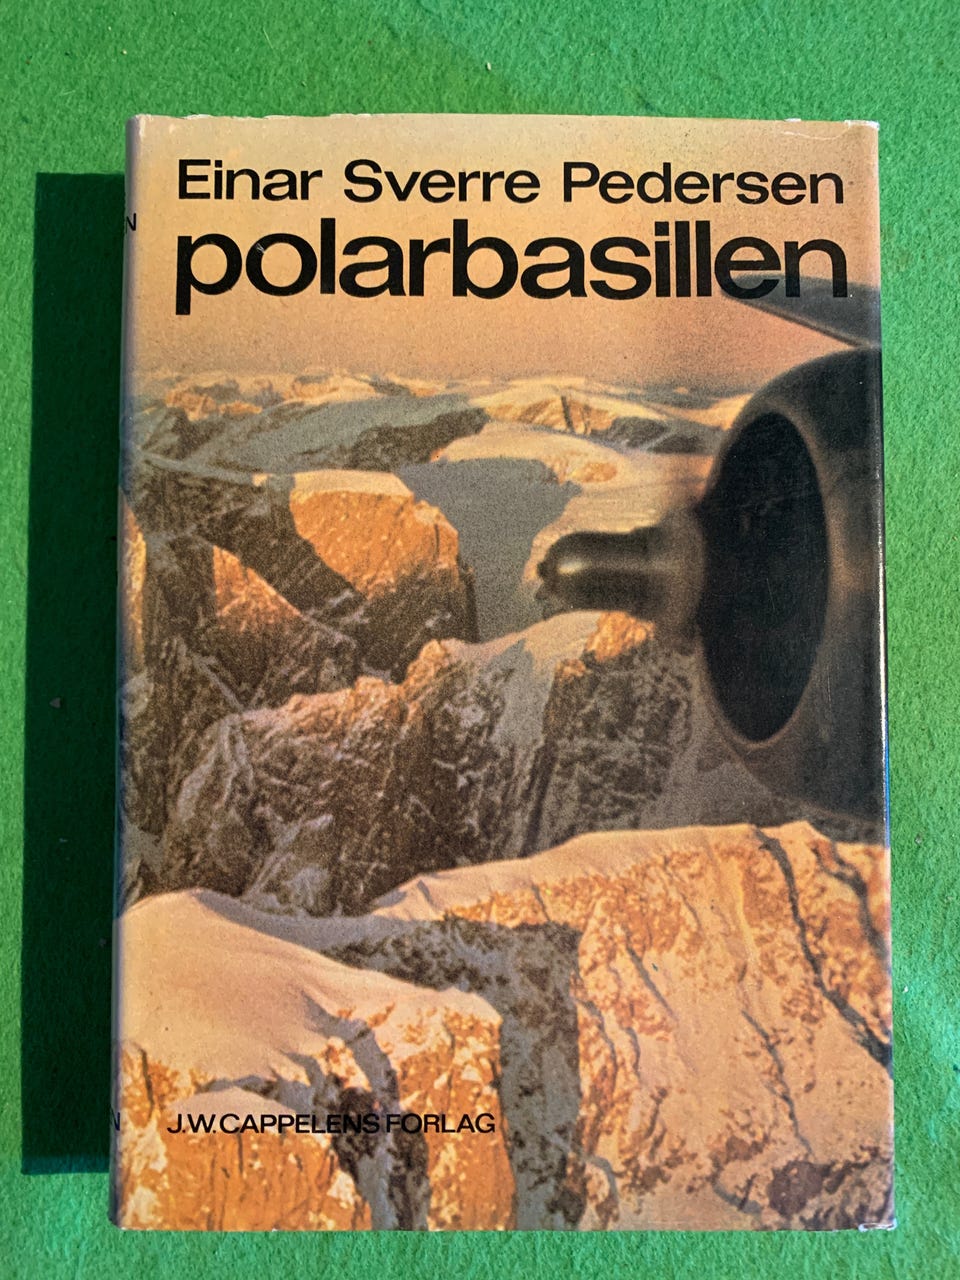 Einar Sverre Pedersen
polarbasillen
J.W. CAPPELENS FORLAG